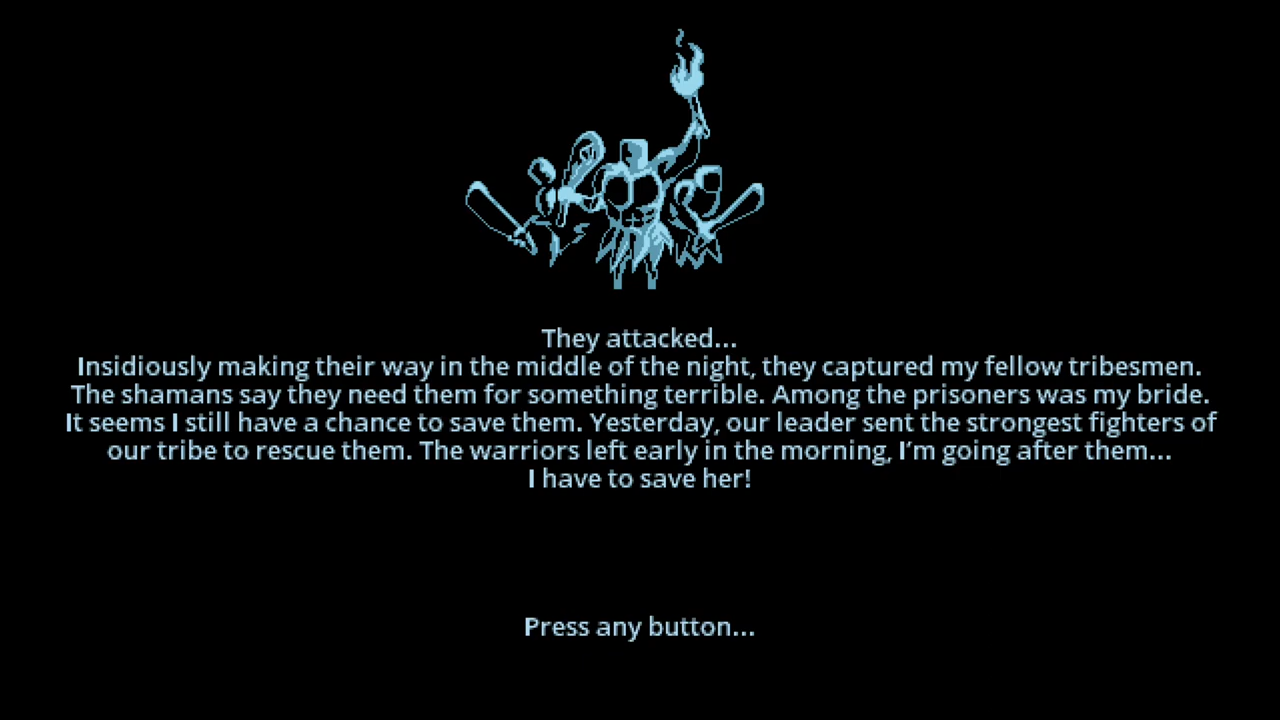 They attacked...
Insidiously making their way in the middle of the night, they captured my fellow tribesmen.
The shamans say they need them for something terrible. Among the prisoners was my bride.
It seems I still have a chance to save them. Yesterday, our leader sent the strongest fighters of
our tribe to rescue them. The warriors left early in the morning, I’m going after them...
I have to save her!
Press any button...